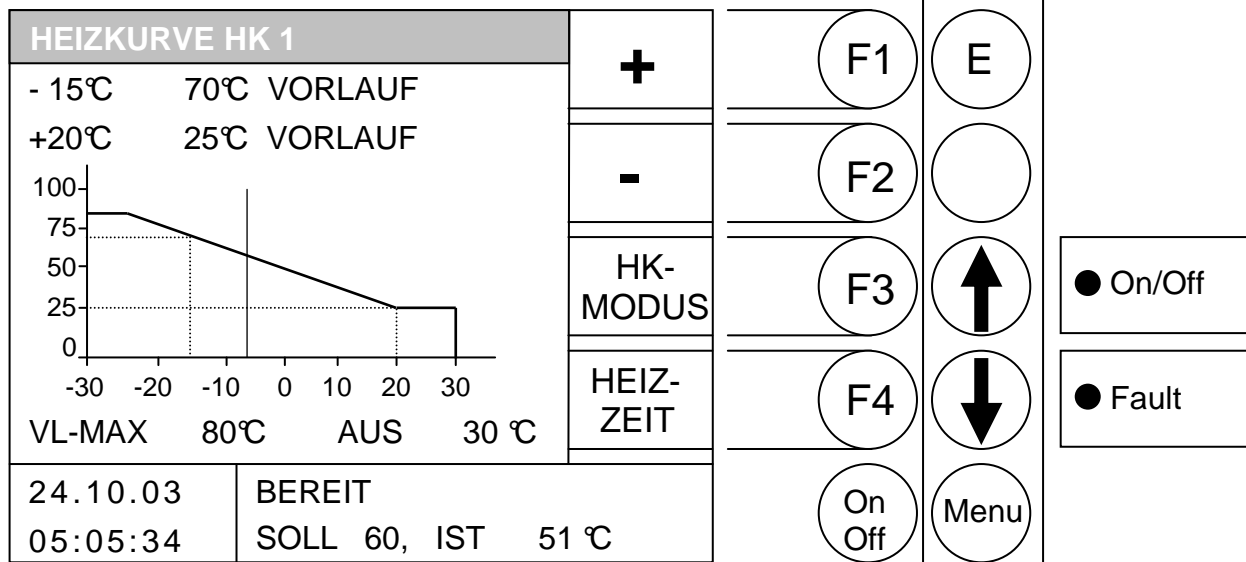 HEIZKURVE HK 1
- 15°C 70°C VORLAUF
+20°C 25°C VORLAUF
100
75
50
25
0
-30 -20 -10 0 10 20 30
VL-MAX 80°C AUS 30 °C
24.10.03
05:05:34
BEREIT
SOLL 60, IST 51 °C
+
-
HK-
MODUS
HEIZ-
ZEIT
F1
F2
F3
F4
On
Off
E
Menu
On/Off
Fault